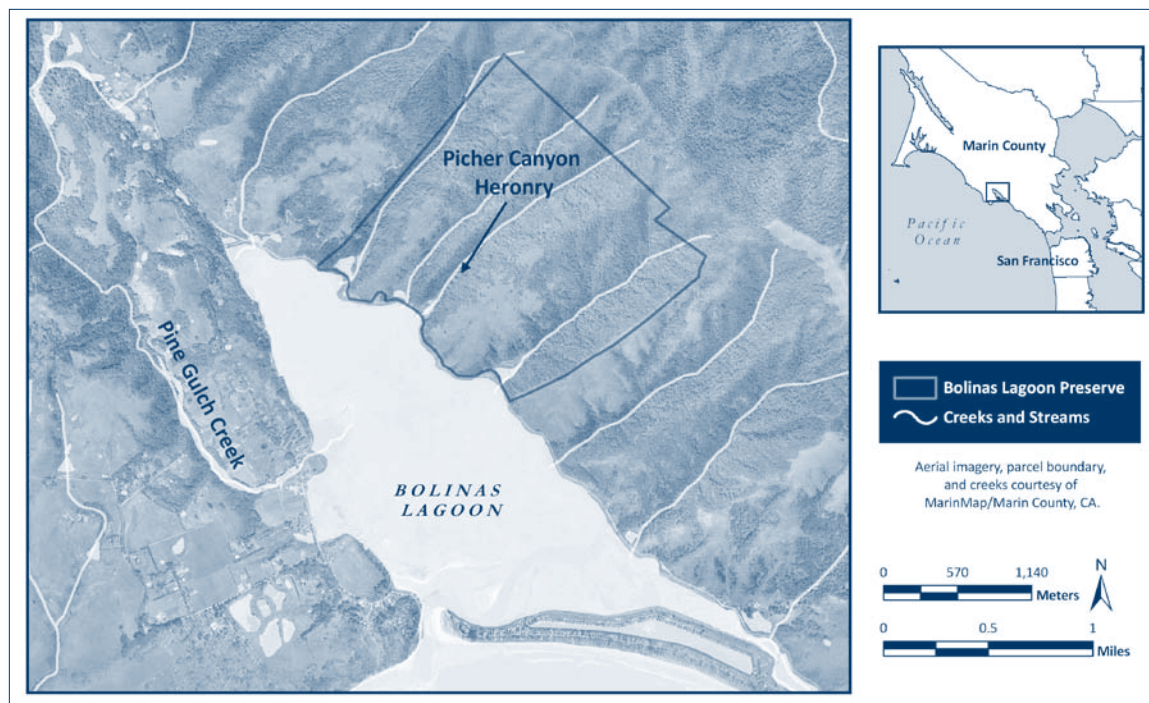 Picher Canyon
Heronry
Pine Gulch Creek
BOLINAS
LAGOON
Marin County
Pacific
Ocean
San Francisco
Bolinas Lagoon Preserve
Creeks and Streams
Aerial imagery, parcel boundary,
and creeks courtesy of
MarinMap/Marin County, CA.
0 570 1,140
Meters
N
0 0.5 1
Miles